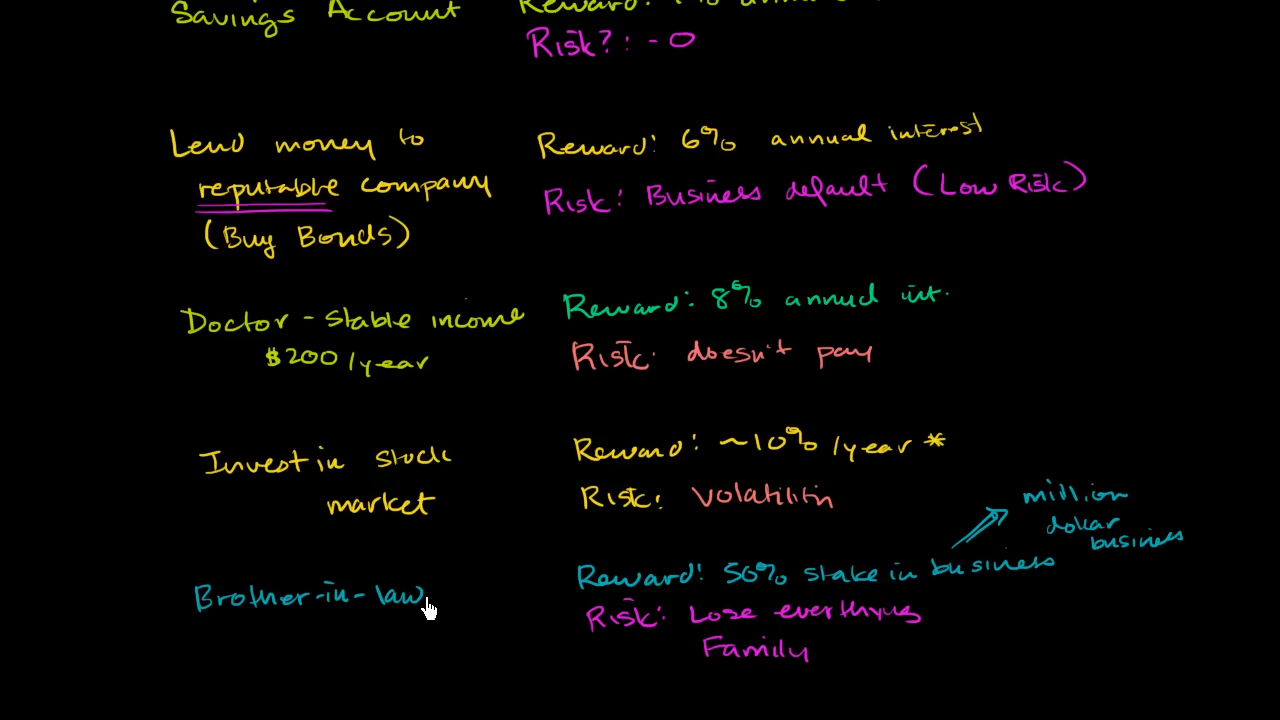 Savings Account
Reward:
Risk?: - 0
Lend money to
reputable company
(Buy Bonds)
Reward: 6% annual interest
Risk: Business default (Low Risk)
Doctor - stable income
$200/year
Reward: 8% annual int.
Risk: doesn't pay
Invest in stock
market
Reward: ~10%/year *
Risk: Volatility
Brother-in-law
Reward: 50% stake in business
million
dollar
business
Risk: Lose everything
Family